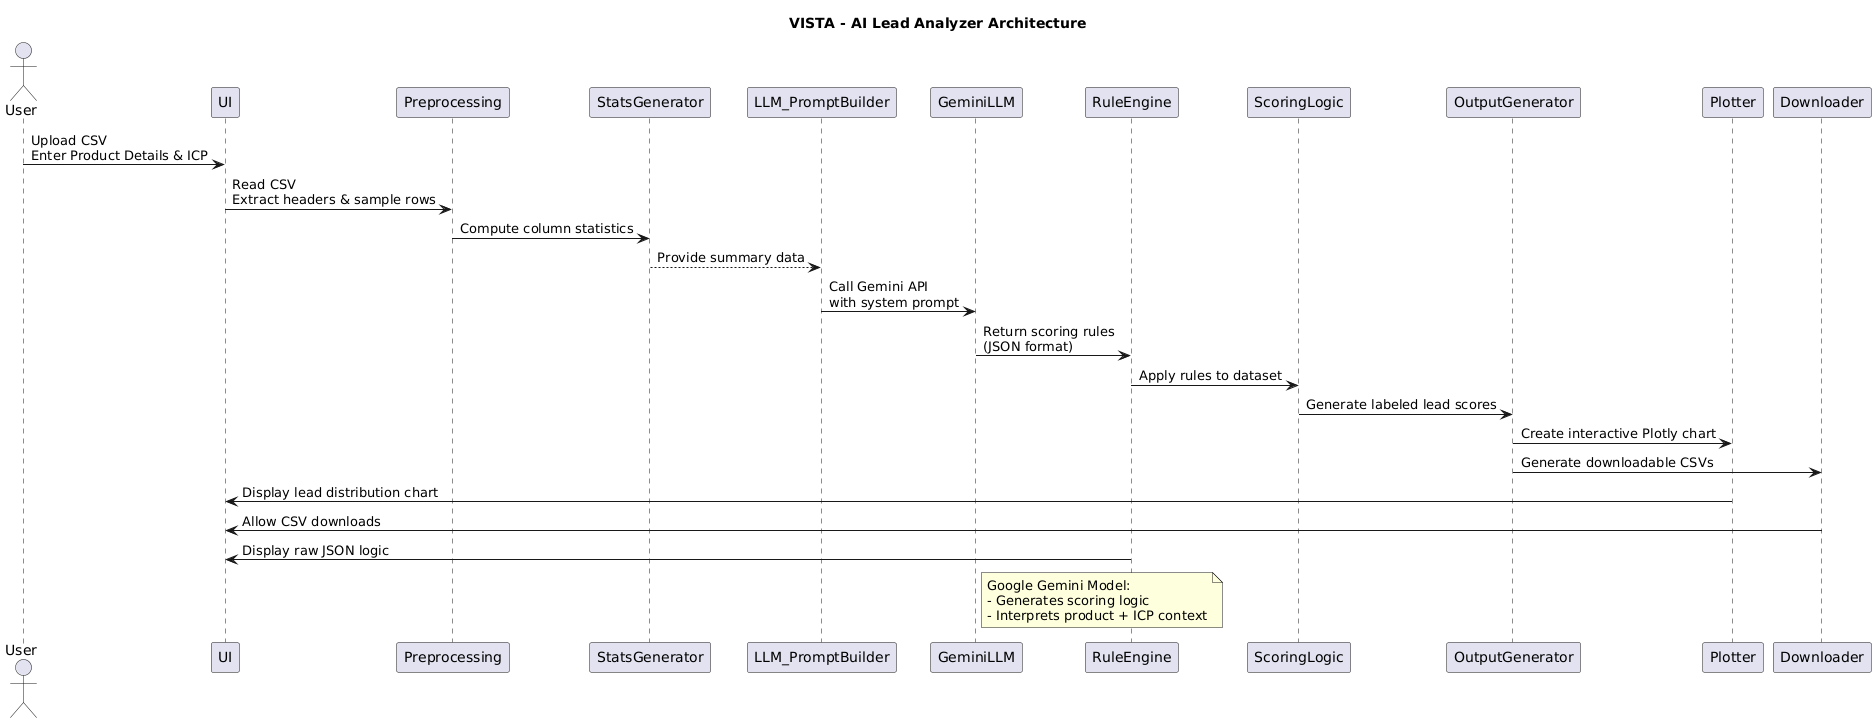 VISTA - AI Lead Analyzer Architecture
User
UI
Preprocessing
StatsGenerator
LLM_PromptBuilder
GeminiLLM
RuleEngine
ScoringLogic
OutputGenerator
Plotter
Downloader
Upload CSV
Enter Product Details & ICP
Read CSV
Extract headers & sample rows
Compute column statistics
Provide summary data
Call Gemini API
with system prompt
Return scoring rules
(JSON format)
Apply rules to dataset
Generate labeled lead scores
Create interactive Plotly chart
Generate downloadable CSVs
Display lead distribution chart
Allow CSV downloads
Display raw JSON logic
Google Gemini Model:
- Generates scoring logic
- Interprets product + ICP context
User
UI
Preprocessing
StatsGenerator
LLM_PromptBuilder
GeminiLLM
RuleEngine
ScoringLogic
OutputGenerator
Plotter
Downloader